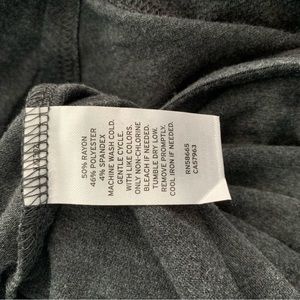 50% RAYON
46% POLYESTER
4% SPANDEX
MACHINE WASH COLD.
GENTLE CYCLE.
WITH LIKE COLORS.
ONLY NON-CHLORINE
BLEACH IF NEEDED.
TUMBLE DRY LOW.
REMOVE PROMPTLY.
COOL IRON IF NEEDED.
RN58665
CA57963